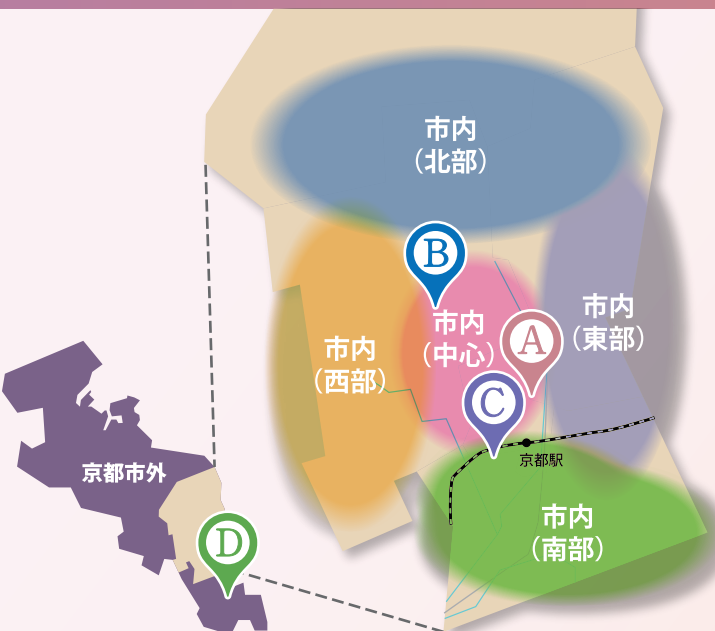 市内
（北部）
B
市内
（中心）
A
市内
（東部）
市内
（西部）
C
京都駅
京都市外
市内
（南部）
D